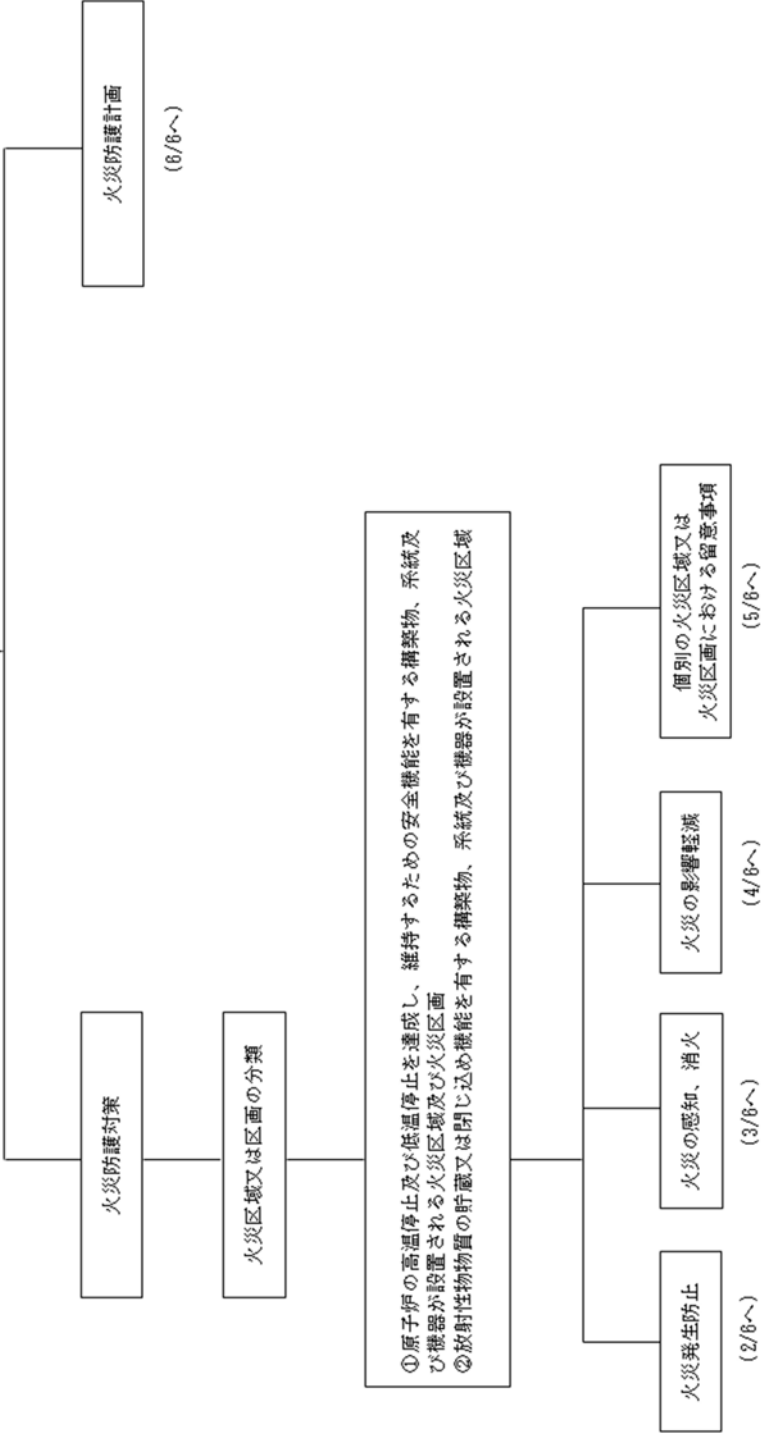 火災防護対策
火災防護計画
(6/6へ)
火災区域又は区画の分類
①原子炉の高温停止及び低温停止を達成し、維持するための安全機能を有する構築物、系統及
び機器が設置される火災区域及び火災区画
②放射性物物質の貯蔵又は閉じ込め機能を有する構築物、系統及び機器が設置される火災区域
火災発生防止
(2/6へ)
火災の感知、消火
(3/6へ)
火災の影響軽減
(4/6へ)
個別の火災区域又は
火災区画における留意事項
(5/6へ)